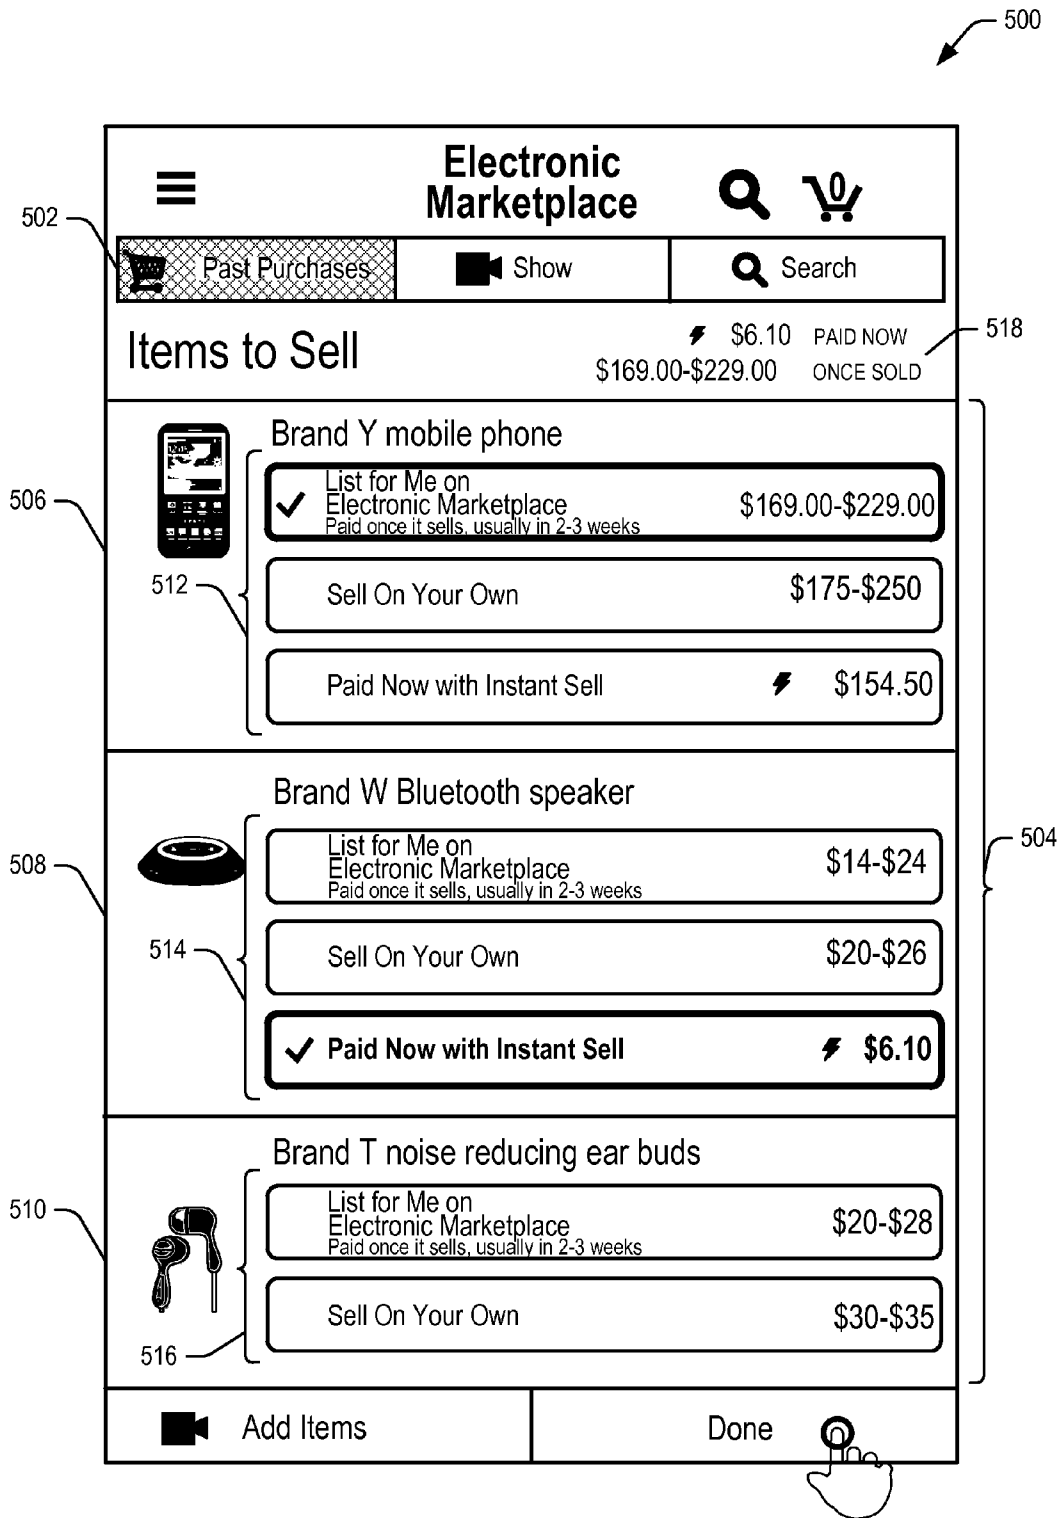 500
Electronic
Marketplace
0
502
Past Purchases
Show
Search
Items to Sell
$6.10 PAID NOW
518
$169.00-$229.00 ONCE SOLD
Brand Y mobile phone
506
List for Me on
Electronic Marketplace
Paid once it sells, usually in 2-3 weeks
$169.00-$229.00
512
Sell On Your Own
$175-$250
Paid Now with Instant Sell
$154.50
Brand W Bluetooth speaker
508
List for Me on
Electronic Marketplace
Paid once it sells, usually in 2-3 weeks
$14-$24
504
514
Sell On Your Own
$20-$26
Paid Now with Instant Sell
$6.10
Brand T noise reducing ear buds
510
List for Me on
Electronic Marketplace
Paid once it sells, usually in 2-3 weeks
$20-$28
Sell On Your Own
$30-$35
516
Add Items
Done